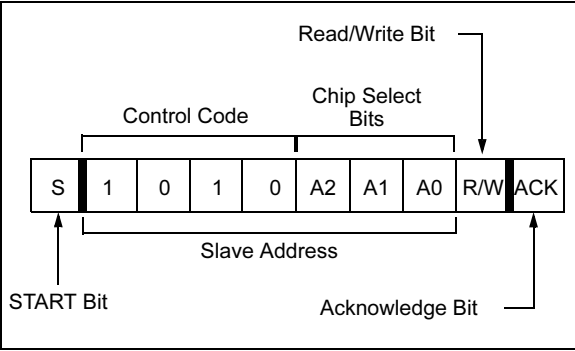 Read/Write Bit
Chip Select
Control Code Bits
S 1 0 1 0 A2 A1 A0 R/W ACK
Slave Address
START Bit
Acknowledge Bit